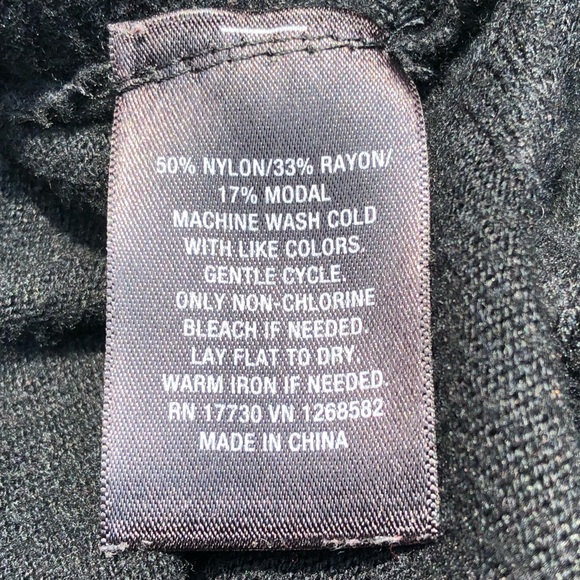 50% NYLON/33% RAYON/
17% MODAL
MACHINE WASH COLD
WITH LIKE COLORS.
GENTLE CYCLE.
ONLY NON-CHLORINE
BLEACH IF NEEDED.
LAY FLAT TO DRY.
WARM IRON IF NEEDED.
RN 17730 VN 1268582
MADE IN CHINA